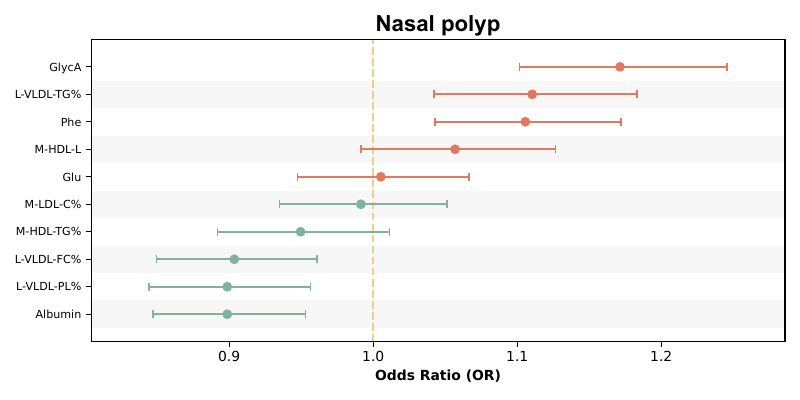 Nasal polyp
GlycA
L-VLDL-TG%
Phe
M-HDL-L
Glu
M-LDL-C%
M-HDL-TG%
L-VLDL-FC%
L-VLDL-PL%
Albumin
0.9 1.0 1.1 1.2
Odds Ratio (OR)